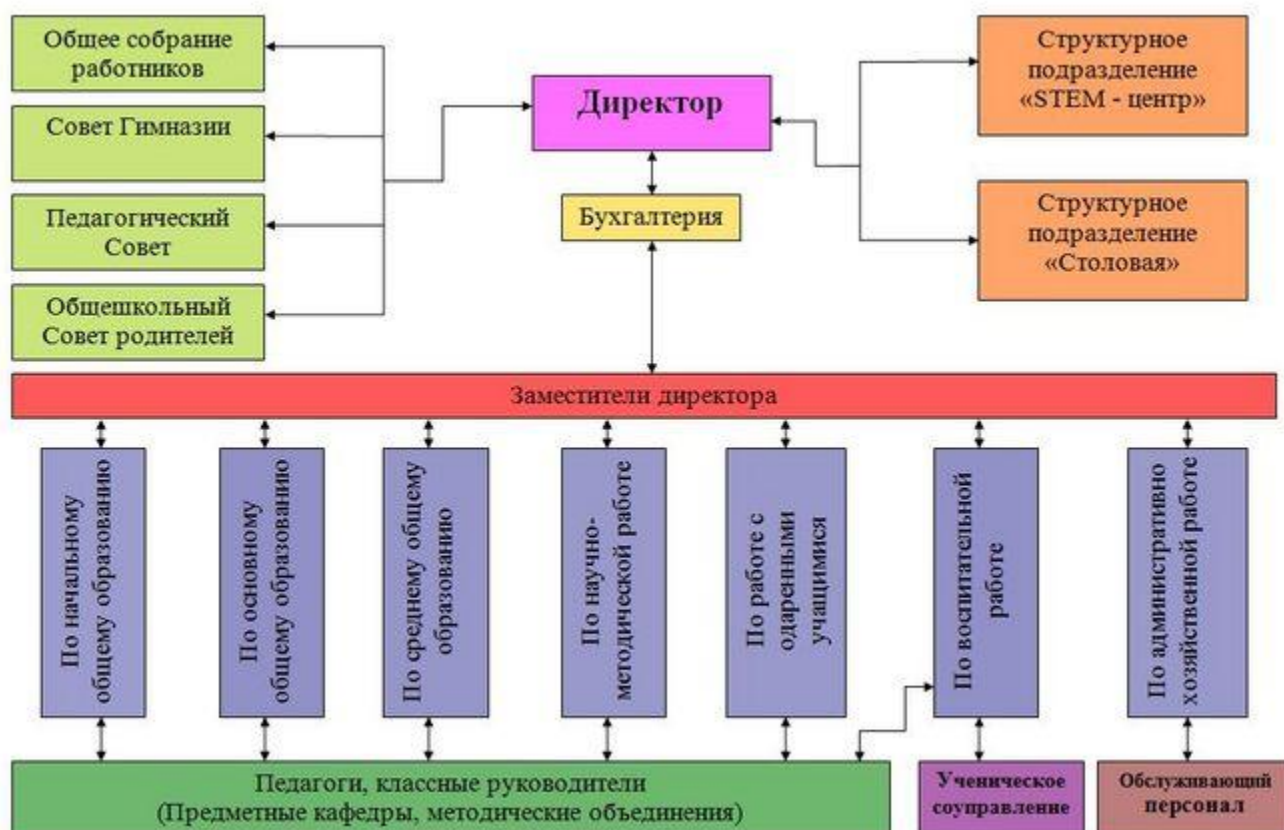 Общее собрание
работников
Совет Гимназии
Педагогический
Совет
Общешкольный
Совет родителей
Директор
Бухгалтерия
Структурное
подразделение
«STEM - центр»
Структурное
подразделение
«Столовая»
Заместители директора
По начальному
общему образованию
По основному
общему образованию
По среднему общему
образованию
По научно-
методической работе
По работе с
одаренными
учащимися
По воспитательной
работе
По административно
хозяйственной работе
Педагоги, классные руководители
(Предметные кафедры, методические объединения)
Ученическое
соуправление
Обслуживающий
персонал